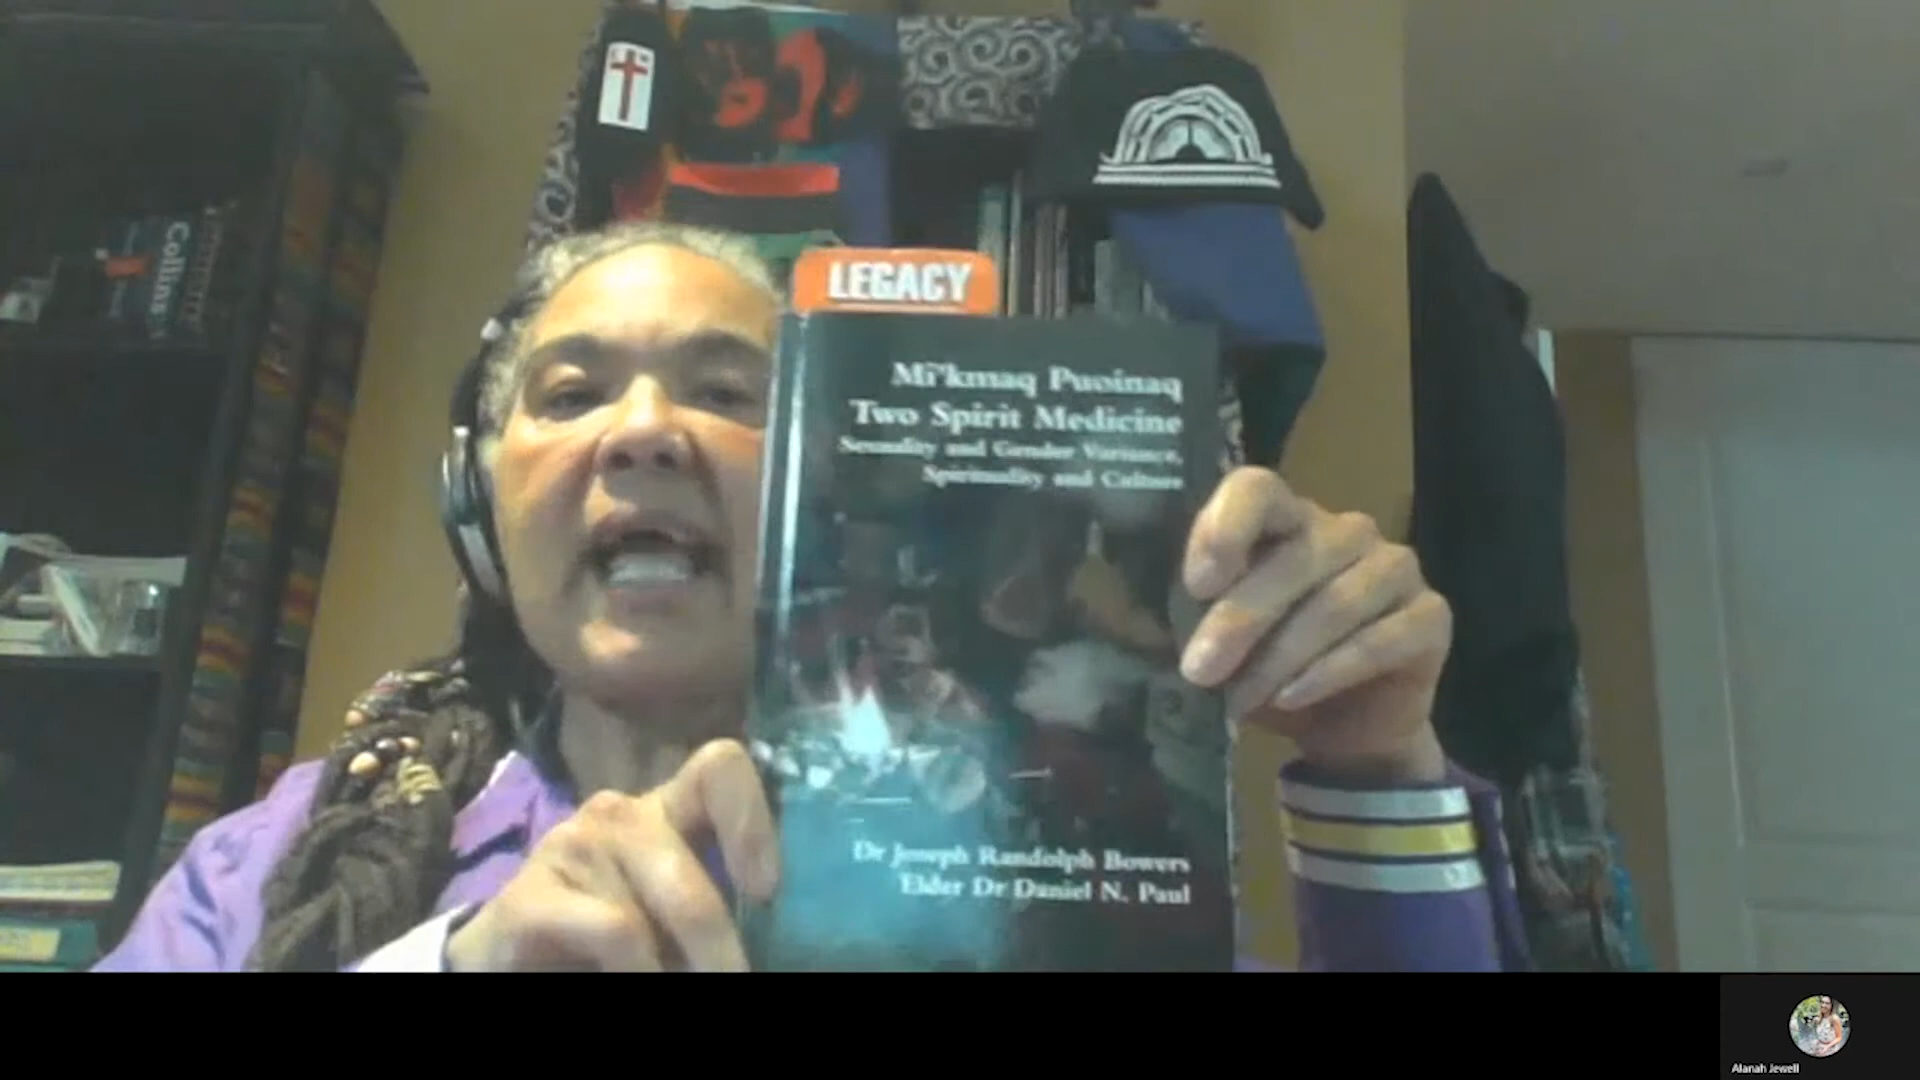 Collins
LEGACY
Mi'kmaq Puoinaq
Two Spirit Medicine
Sexuality and Gender Variance,
Spirituality and Culture
Dr Joseph Randolph Bowers
Elder Dr Daniel N. Paul
Alanah Jewell